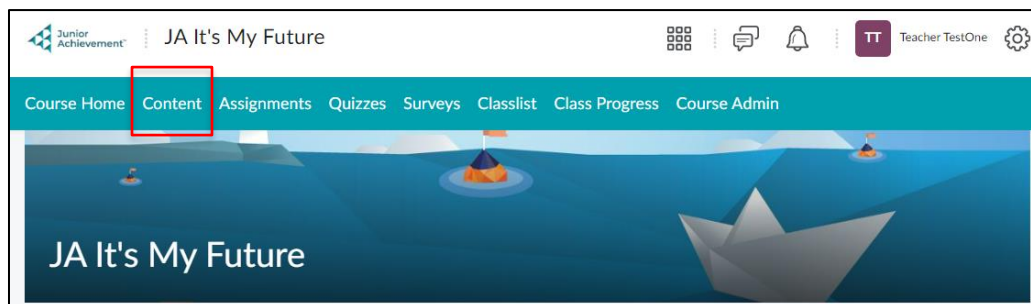 Junior
Achievement™
JA It's My Future
TT
Teacher TestOne
Course Home Content Assignments Quizzes Surveys Classlist Class Progress Course Admin
JA It's My Future